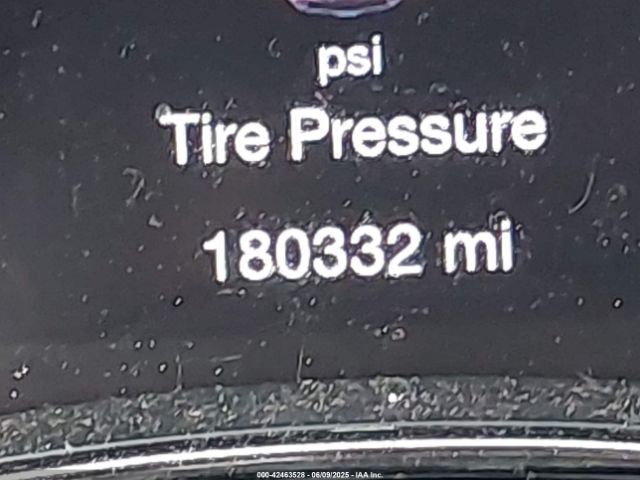 psi
Tire Pressure
180332 mi
000-42463528 - 06/09/2025 - IAA Inc.